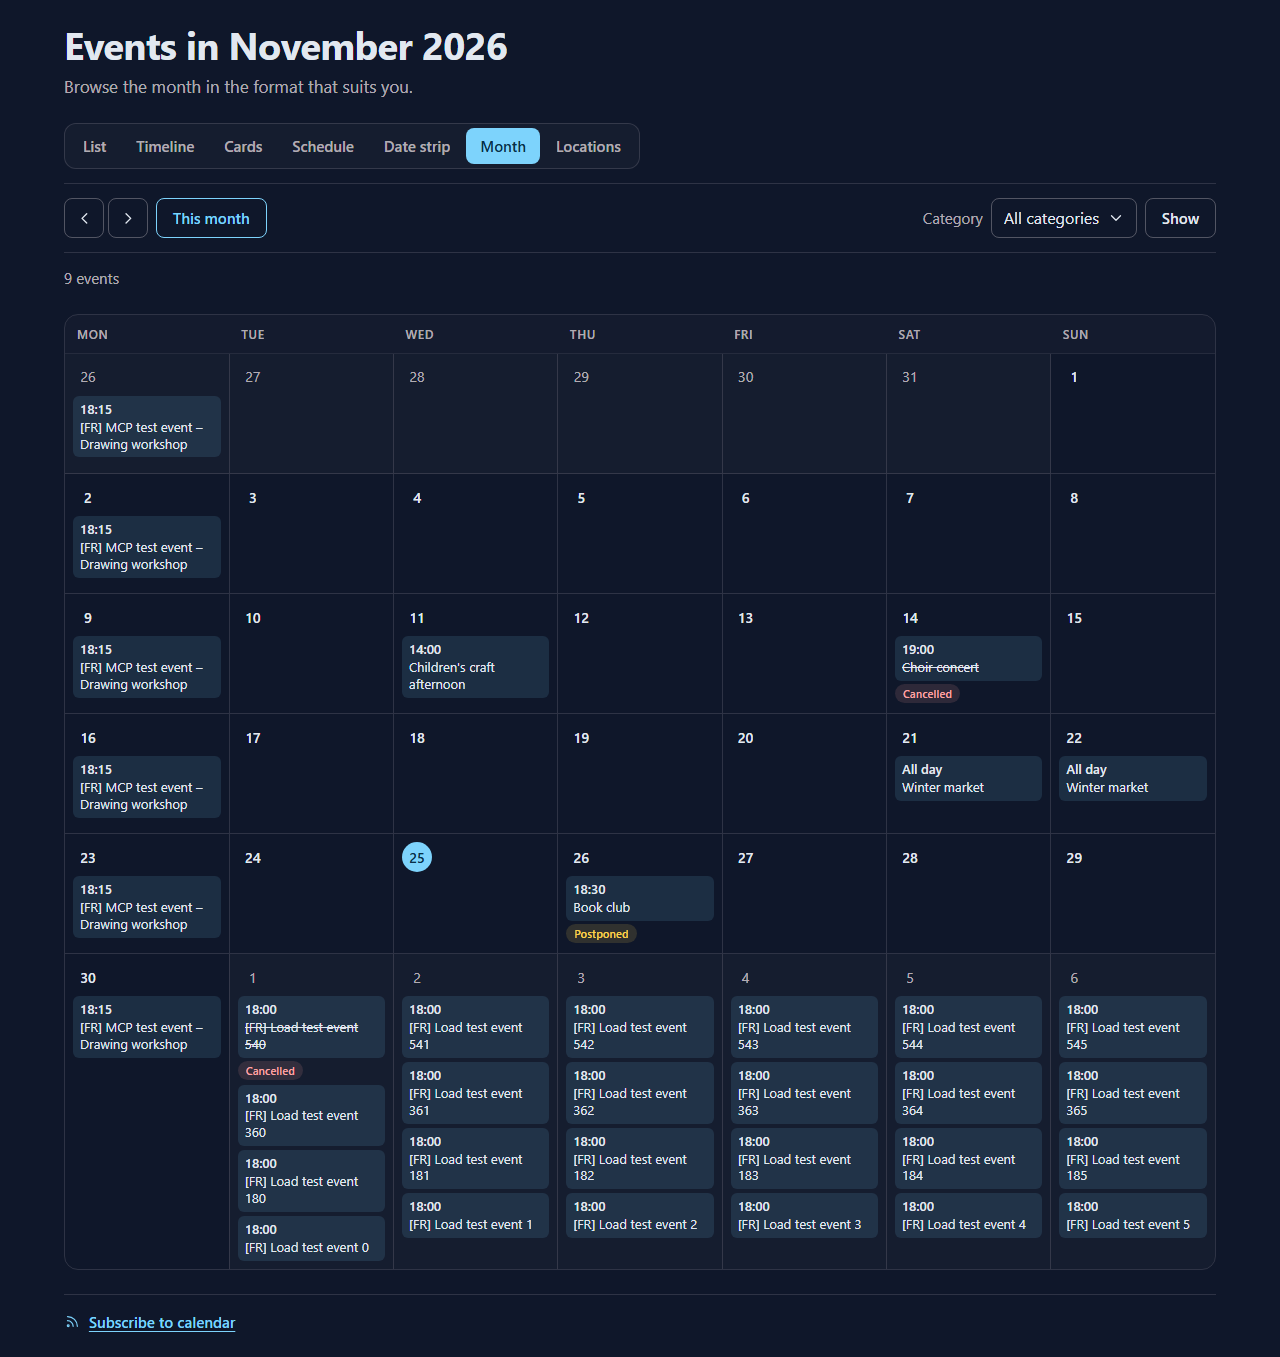 Events in November 2026
Browse the month in the format that suits you.
List Timeline Cards Schedule Date strip Month Locations
This month
Category All categories Show
9 events
MON TUE WED THU FRI SAT SUN
26 27 28 29 30 31 1
18:15
[FR] MCP test event –
Drawing workshop
2 3 4 5 6 7 8
18:15
[FR] MCP test event –
Drawing workshop
9 10 11 12 13 14 15
18:15
[FR] MCP test event –
Drawing workshop
14:00
Children's craft
afternoon
19:00
Choir concert
Cancelled
16 17 18 19 20 21 22
18:15
[FR] MCP test event –
Drawing workshop
All day
Winter market
All day
Winter market
23 24 25 26 27 28 29
18:15
[FR] MCP test event –
Drawing workshop
18:30
Book club
Postponed
30 1 2 3 4 5 6
18:15
[FR] MCP test event –
Drawing workshop
18:00
[FR] Load test event
540
Cancelled
18:00
[FR] Load test event
360
18:00
[FR] Load test event
180
18:00
[FR] Load test event 0
18:00
[FR] Load test event
541
18:00
[FR] Load test event
361
18:00
[FR] Load test event
181
18:00
[FR] Load test event 1
18:00
[FR] Load test event
542
18:00
[FR] Load test event
362
18:00
[FR] Load test event
182
18:00
[FR] Load test event 2
18:00
[FR] Load test event
543
18:00
[FR] Load test event
363
18:00
[FR] Load test event
183
18:00
[FR] Load test event 3
18:00
[FR] Load test event
544
18:00
[FR] Load test event
364
18:00
[FR] Load test event
184
18:00
[FR] Load test event 4
18:00
[FR] Load test event
545
18:00
[FR] Load test event
365
18:00
[FR] Load test event
185
18:00
[FR] Load test event 5
Subscribe to calendar